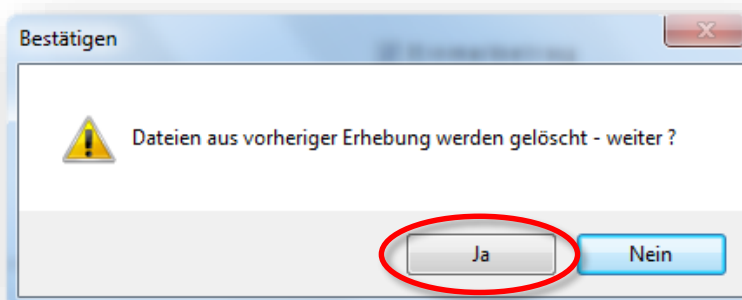 Bestätigen
Dateien aus vorheriger Erhebung werden gelöscht - weiter ?
Ja
Nein